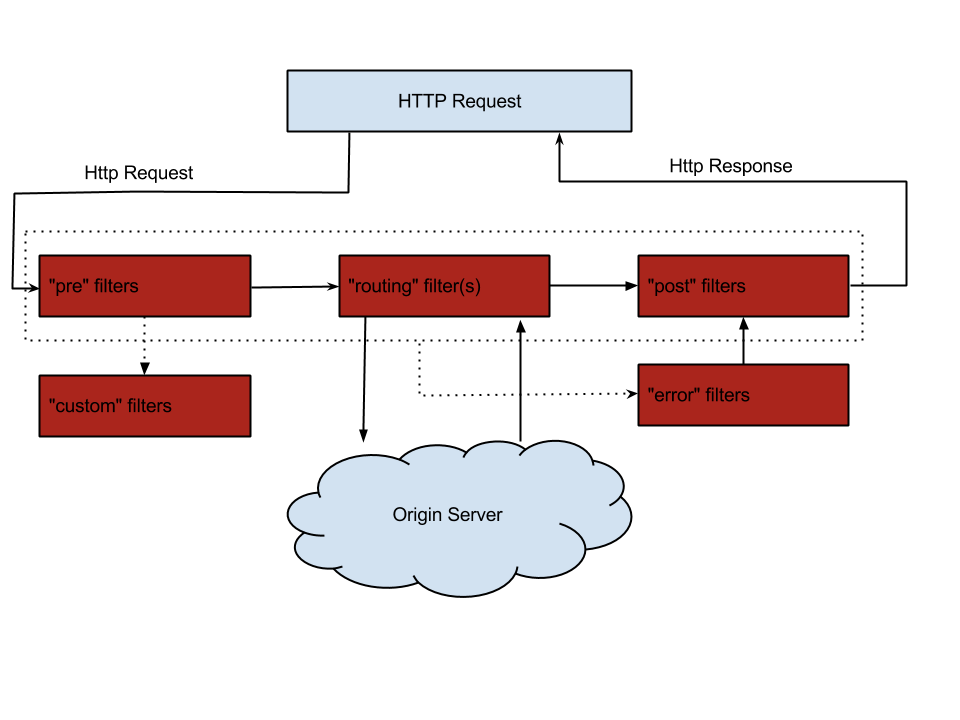 HTTP Request
Http Request
Http Response
"pre" filters
"routing" filter(s)
"post" filters
"custom" filters
"error" filters
Origin Server